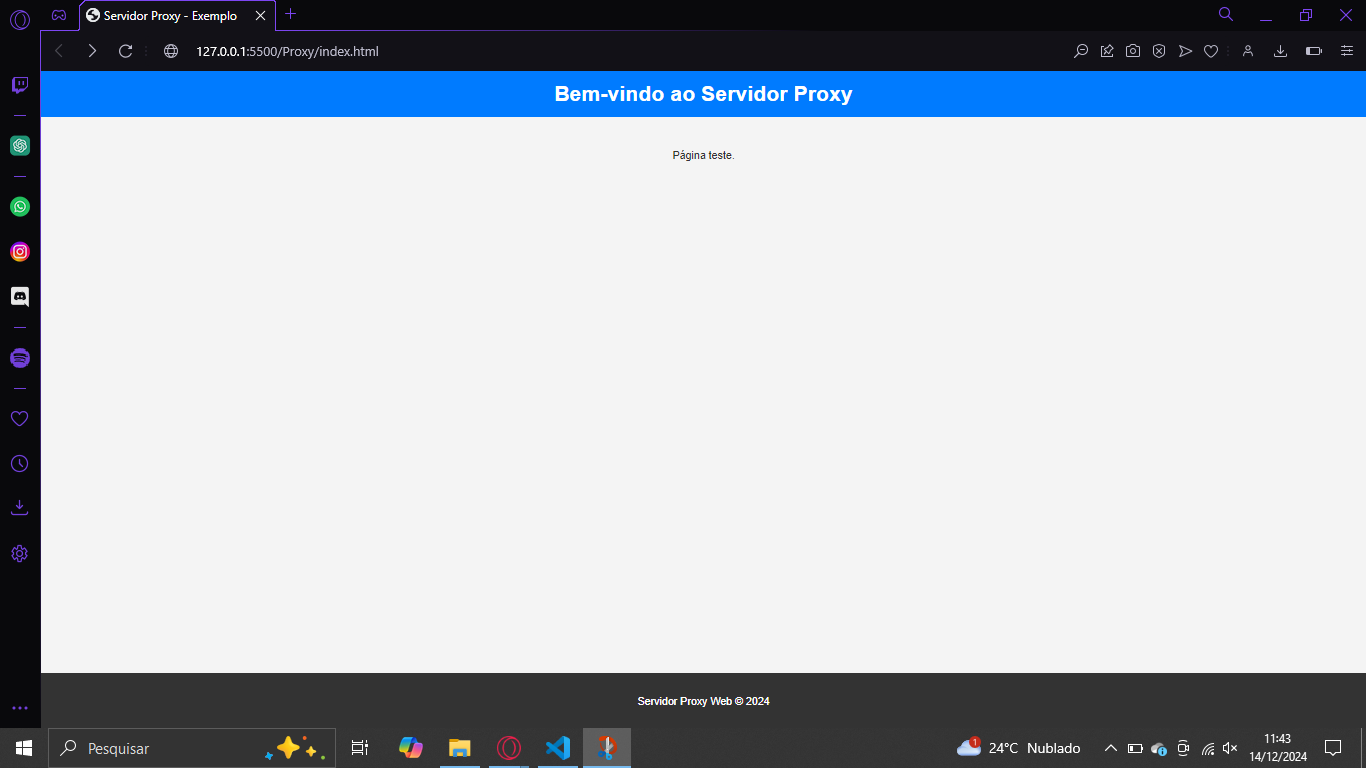 Servidor Proxy - Exemplo
127.0.0.1:5500/Proxy/index.html
Bem-vindo ao Servidor Proxy
Página teste.
Servidor Proxy Web © 2024
Pesquisar
1
24°C Nublado
11:43
14/12/2024